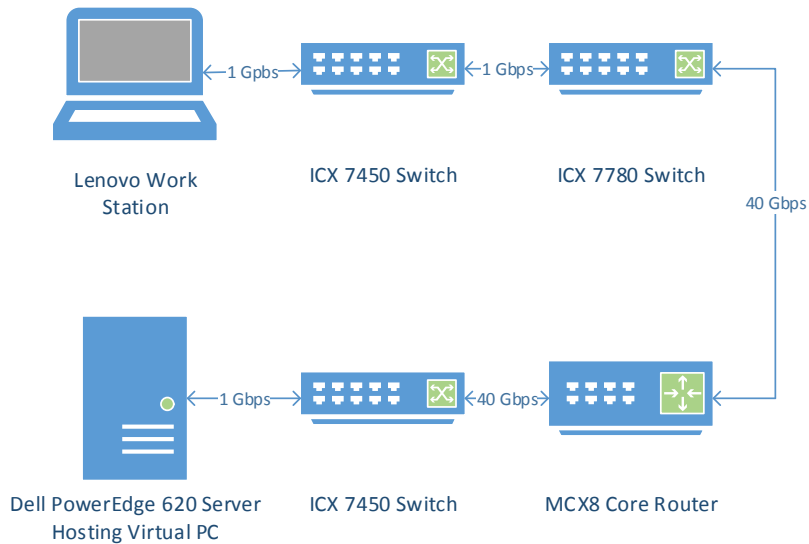 1 Gpbs
1 Gbps
Lenovo Work
Station
ICX 7450 Switch
ICX 7780 Switch
40 Gbps
1 Gbps
40 Gbps
Dell PowerEdge 620 Server
Hosting Virtual PC
ICX 7450 Switch
MCX8 Core Router